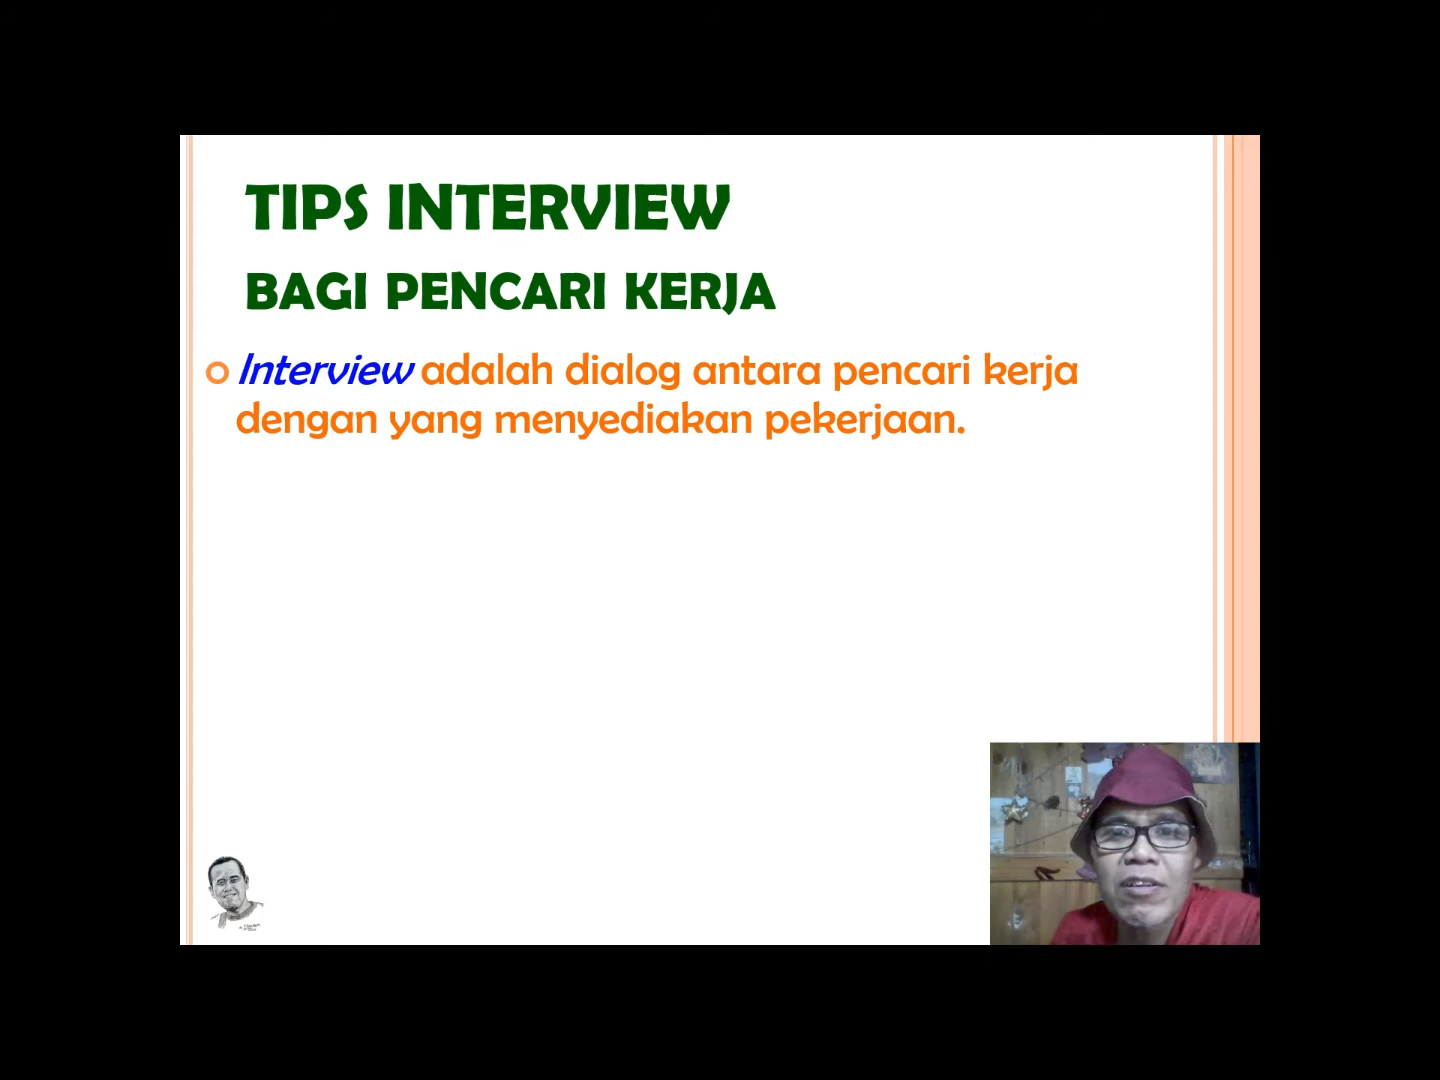 TIPS INTERVIEW
BAGI PENCARI KERJA
Interview adalah dialog antara pencari kerja
dengan yang menyediakan pekerjaan.